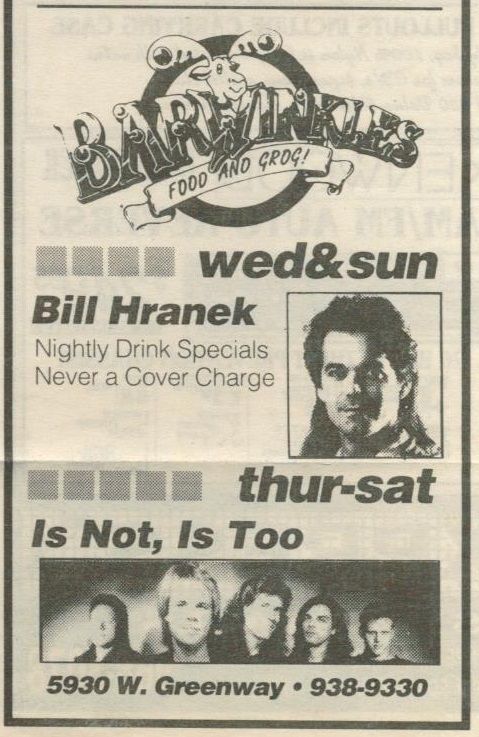 BARWINKLES
FOOD AND GROG!
wed&sun
Bill Hranek
Nightly Drink Specials
Never a Cover Charge
thur-sat
Is Not, Is Too
5930 W. Greenway • 938-9330